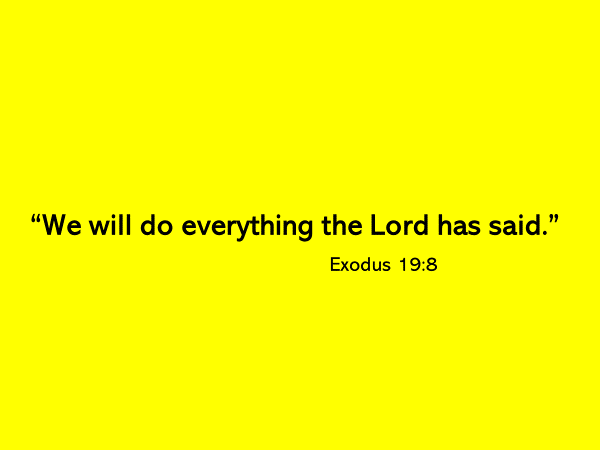 “We will do everything the Lord has said.”
Exodus 19:8